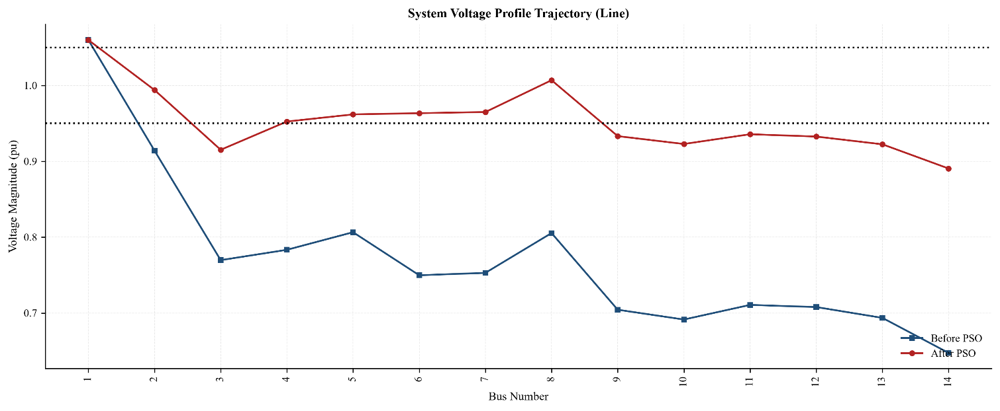 System Voltage Profile Trajectory (Line)
Voltage Magnitude (pu)
1.0
0.9
0.8
0.7
Before PSO
After PSO
1 2 3 4 5 6 7 8 9 10 11 12 13 14
Bus Number